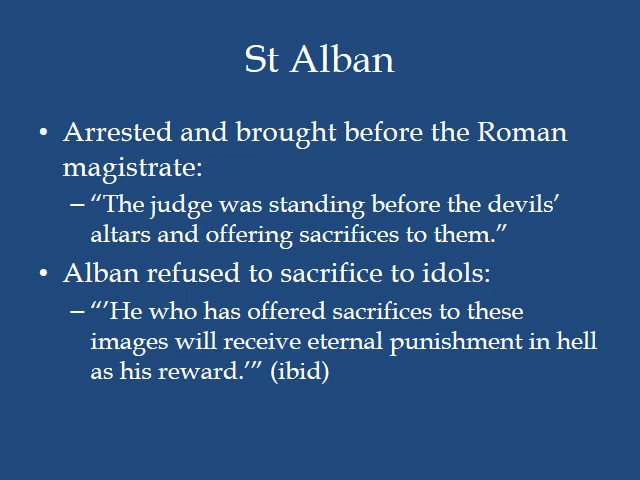 St Alban
• Arrested and brought before the Roman
magistrate:
– “The judge was standing before the devils’
altars and offering sacrifices to them.”
• Alban refused to sacrifice to idols:
– “’He who has offered sacrifices to these
images will receive eternal punishment in hell
as his reward.’” (ibid)